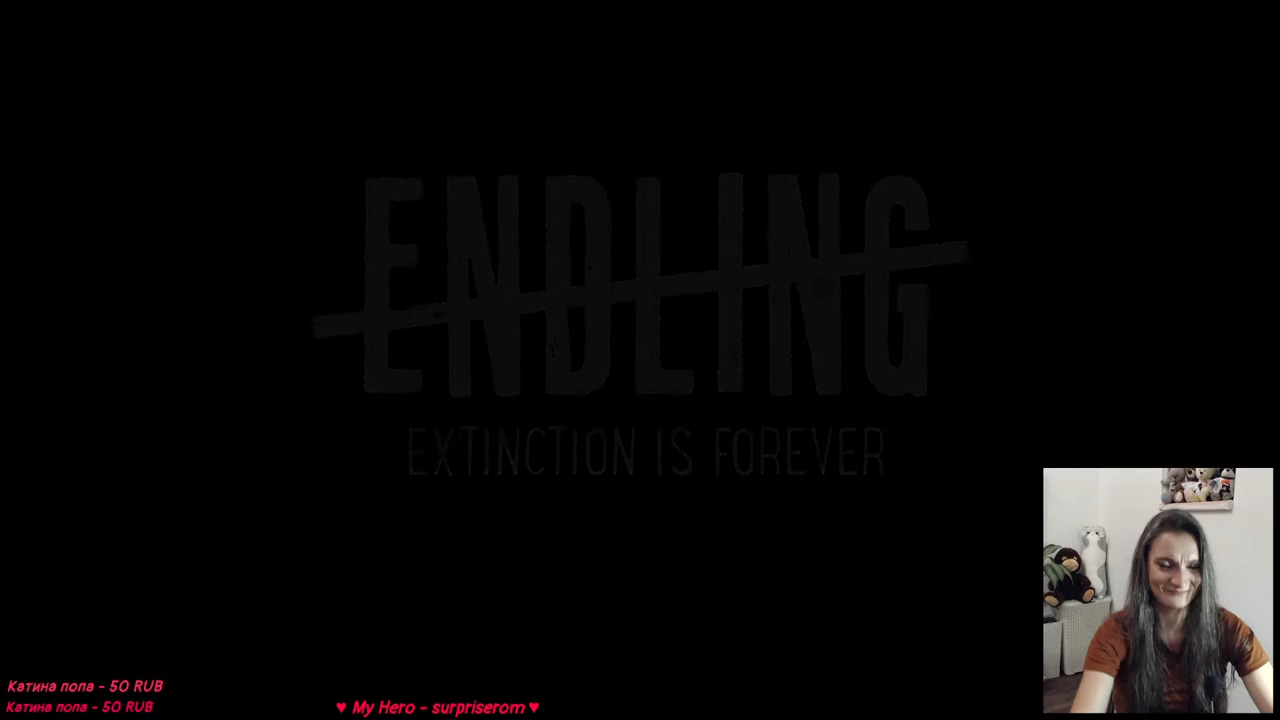 ENDLING
EXTINCTION IS FOREVER
Катина попа - 50 RUB
Катина попа - 50 RUB
♥ My Hero - surpriserom ♥